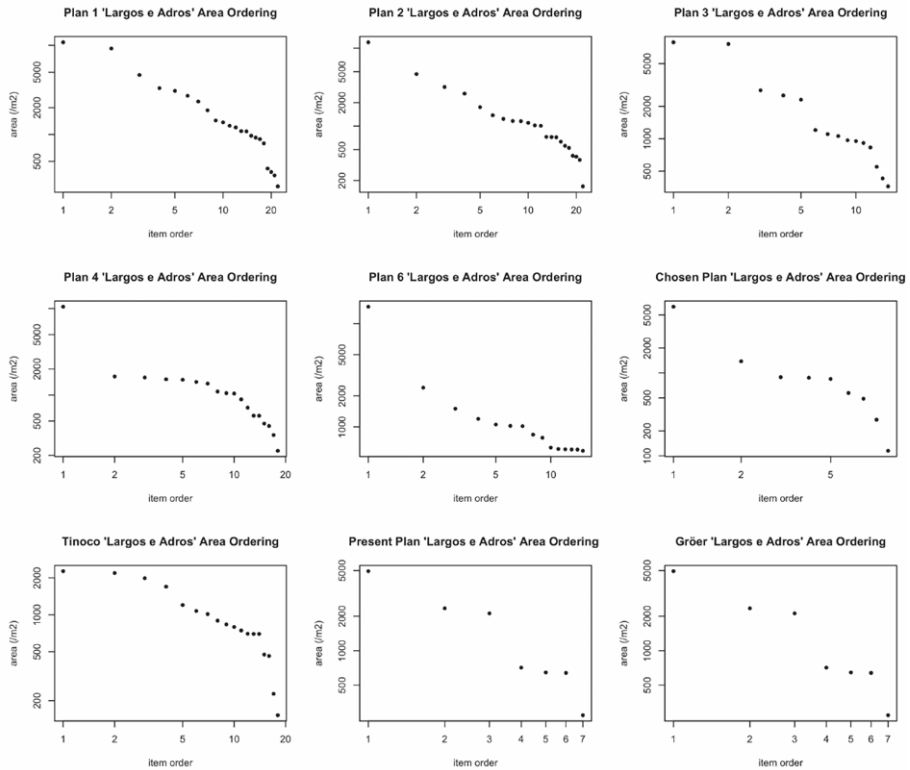 Plan 1 'Largos e Adros' Area Ordering
area (/m2)
5000
2000
1000
500
1 2 5 10 20
item order
Plan 2 'Largos e Adros' Area Ordering
area (/m2)
5000
2000
1000
500
200
1 2 5 10 20
item order
Plan 3 'Largos e Adros' Area Ordering
area (/m2)
5000
2000
1000
500
1 2 5 10
item order
Plan 4 'Largos e Adros' Area Ordering
area (/m2)
5000
2000
1000
500
200
1 2 5 10 20
item order
Plan 6 'Largos e Adros' Area Ordering
area (/m2)
5000
2000
1000
1 2 5 10
item order
Chosen Plan 'Largos e Adros' Area Ordering
area (/m2)
5000
2000
1000
500
200
100
1 2 5
item order
Tinoco 'Largos e Adros' Area Ordering
area (/m2)
2000
1000
500
200
1 2 5 10 20
item order
Present Plan 'Largos e Adros' Area Ordering
area (/m2)
5000
2000
1000
500
1 2 3 4 5 6 7
item order
Gröer 'Largos e Adros' Area Ordering
area (/m2)
5000
2000
1000
500
1 2 3 4 5 6 7
item order